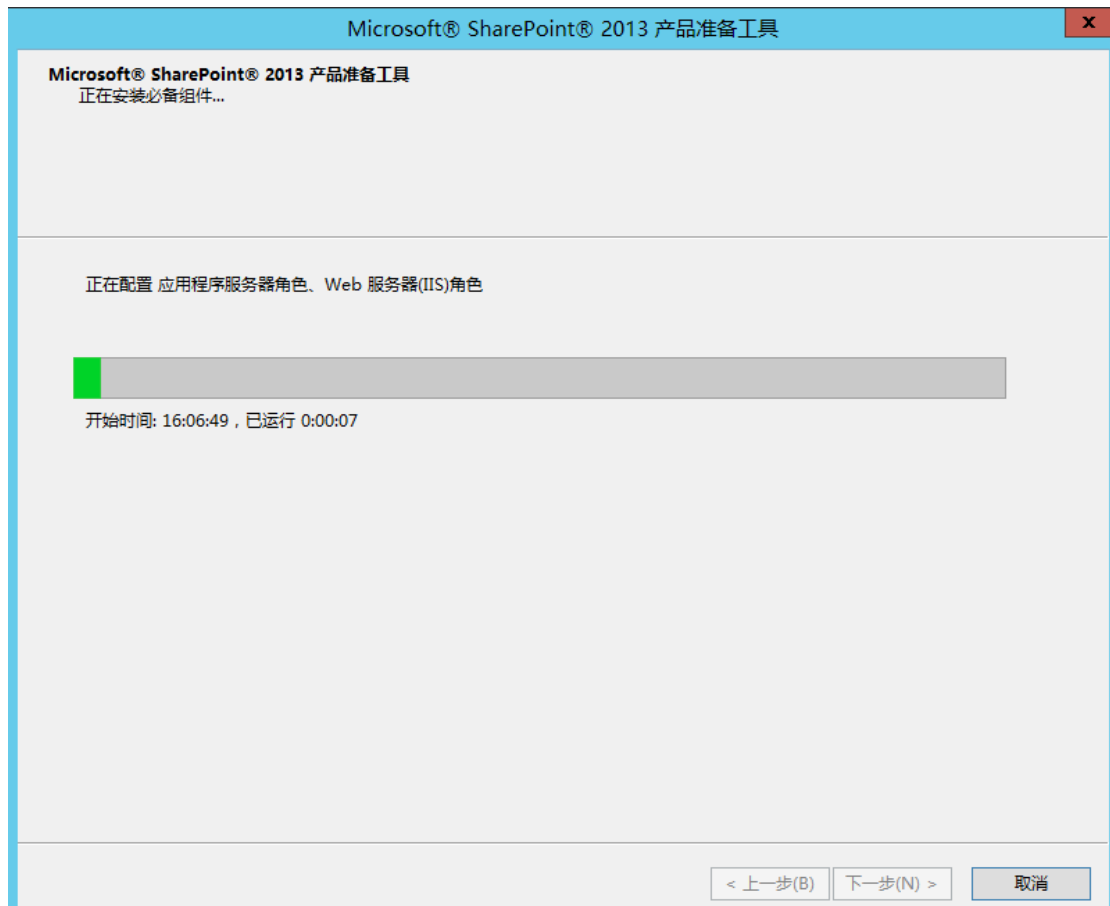 Microsoft® SharePoint® 2013 产品准备工具
x
Microsoft® SharePoint® 2013 产品准备工具
正在安装必备组件...
正在配置 应用程序服务器角色、Web 服务器(IIS)角色
开始时间: 16:06:49，已运行 0:00:07
< 上一步(B) 下一步(N) > 取消